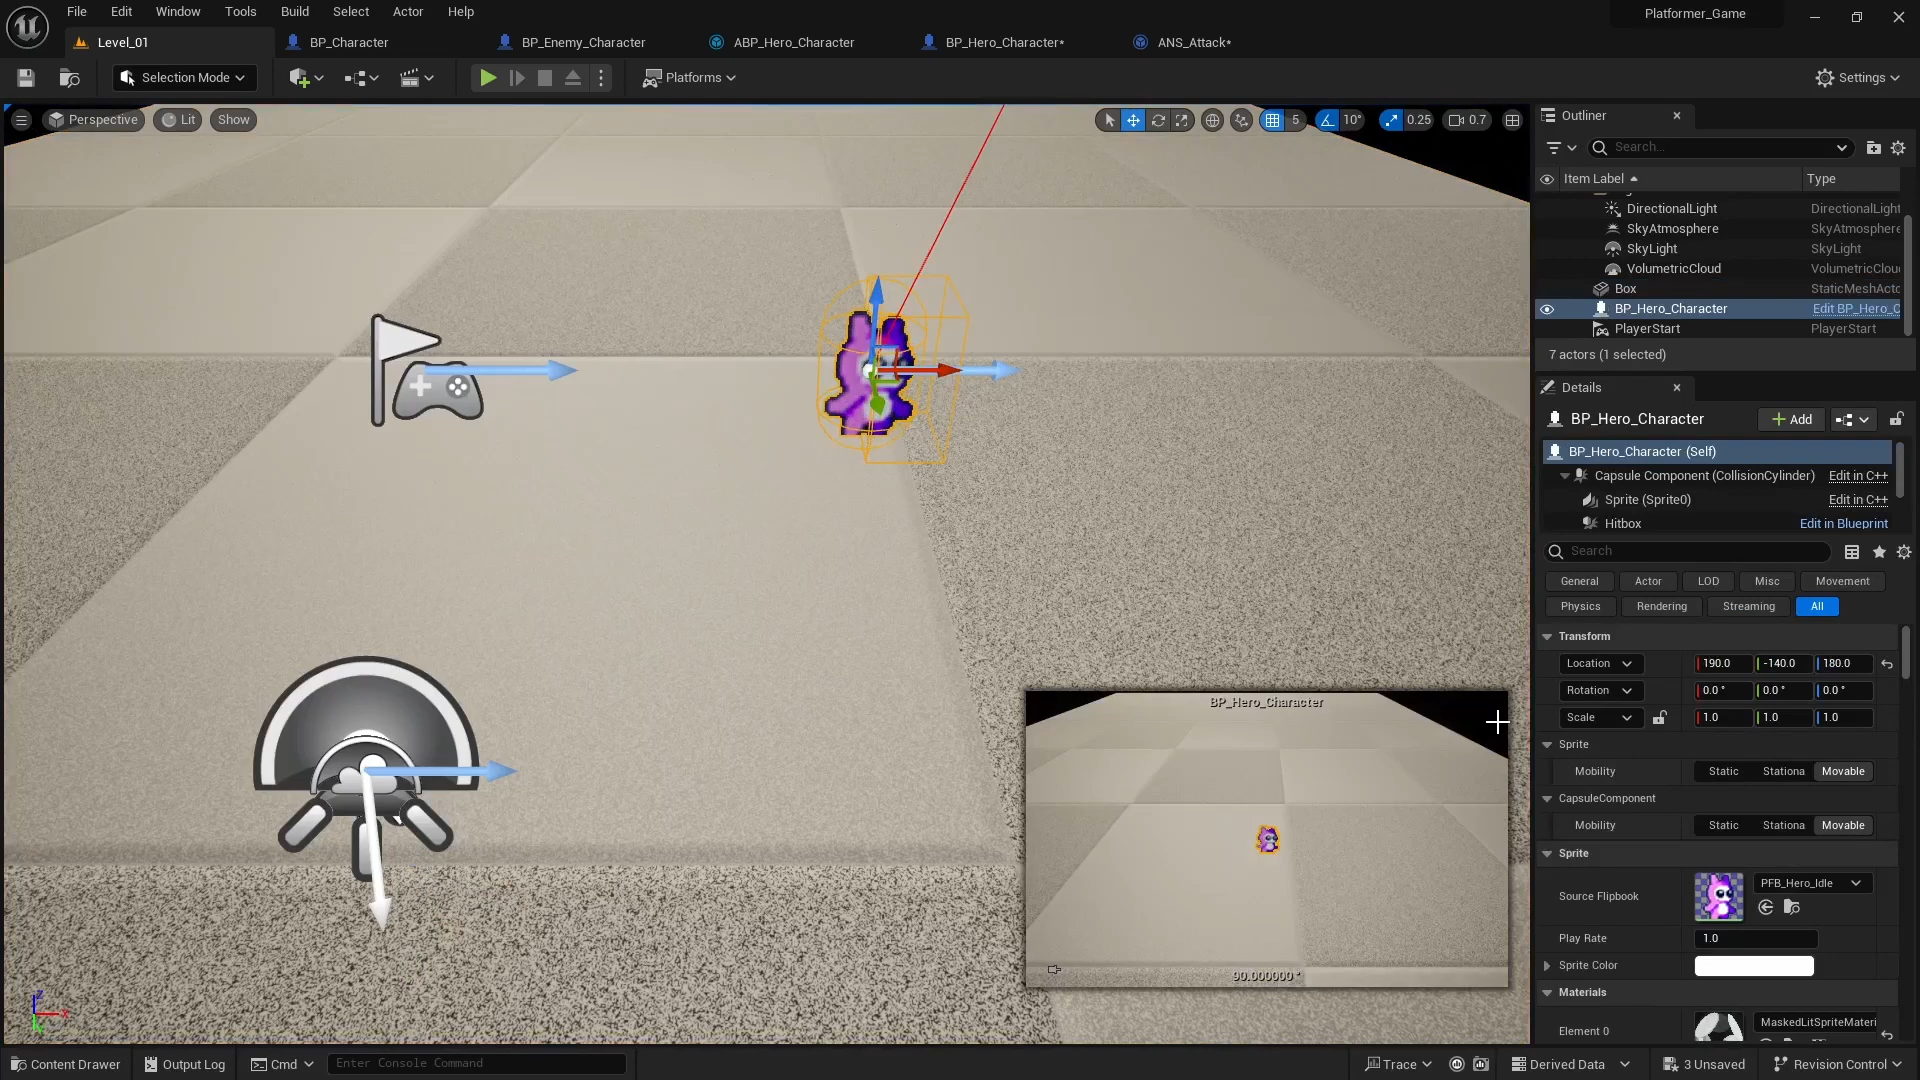 File Edit Window Tools Build Select Actor Help
Platformer_Game
Level_01 BP_Character BP_Enemy_Character ABP_Hero_Character BP_Hero_Character* ANS_Attack*
Selection Mode Platforms Settings
Perspective Lit Show 5 10° 0.25 0.7
Outliner
Search...
Item Label Type
DirectionalLight DirectionalLight
SkyAtmosphere SkyAtmosphere
SkyLight SkyLight
VolumetricCloud VolumetricClou
Box StaticMeshActo
BP_Hero_Character Edit BP_Hero_C
PlayerStart PlayerStart
7 actors (1 selected)
Details
BP_Hero_Character Add
BP_Hero_Character (Self)
Capsule Component (CollisionCylinder) Edit in C++
Sprite (Sprite0) Edit in C++
Hitbox Edit in Blueprint
Search
General Actor LOD Misc Movement
Physics Rendering Streaming All
Transform
Location 190.0 -140.0 180.0
Rotation 0.0 ° 0.0 ° 0.0 °
Scale 1.0 1.0 1.0
Sprite
Mobility Static Stationa Movable
CapsuleComponent
Mobility Static Stationa Movable
Sprite
Source Flipbook PFB_Hero_Idle
Play Rate 1.0
Sprite Color
Materials
Element 0 MaskedLitSpriteMateri
BP_Hero_Character
90.000000 °
Z
X
Y
Content Drawer Output Log Cmd Enter Console Command Trace Derived Data 3 Unsaved Revision Control